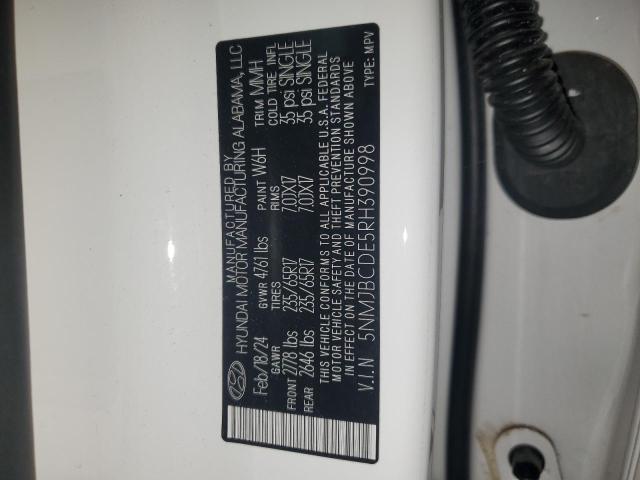 MANUFACTURED BY
HYUNDAI MOTOR MANUFACTURING ALABAMA, LLC
Feb/18/24 GVWR 4761 lbs PAINT W6H TRIM MMH
GAWR TIRES RIMS COLD TIRE INFL
FRONT 2778 lbs 235/65R17 7.0JX17 35 psi SINGLE
REAR 2646 lbs 235/65R17 7.0JX17 35 psi SINGLE
THIS VEHICLE CONFORMS TO ALL APPLICABLE U.S.A. FEDERAL
MOTOR VEHICLE SAFETY AND THEFT PREVENTION STANDARDS
IN EFFECT ON THE DATE OF MANUFACTURE SHOWN ABOVE
V.I.N 5NMJBCDE5RH390998 TYPE: MPV